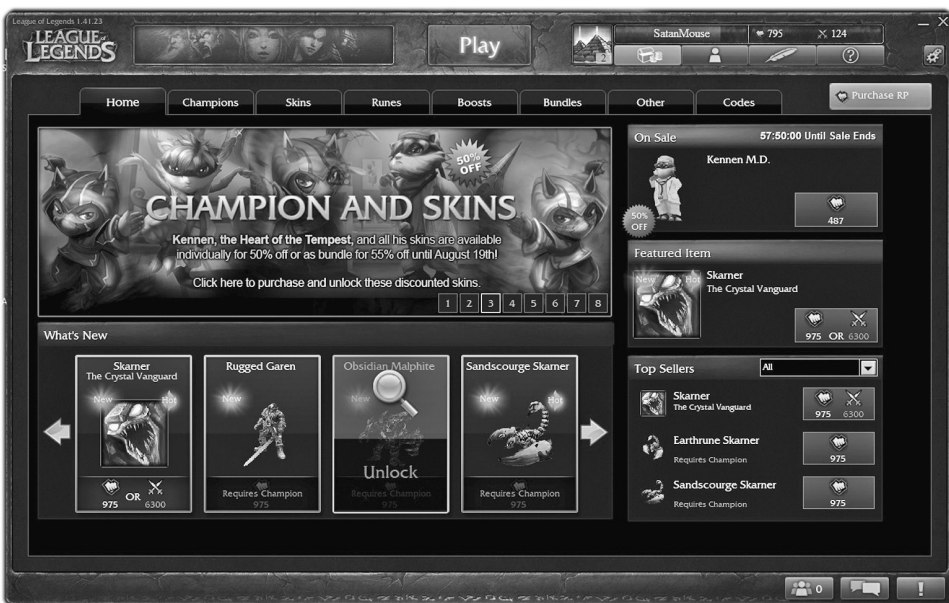 League of Legends 1.41.23
LEAGUE of LEGENDS
Play
SatanMouse
795
124
2
?
Home
Champions
Skins
Runes
Boosts
Bundles
Other
Codes
Purchase RP
50% OFF
CHAMPION AND SKINS
Kennen, the Heart of the Tempest, and all his skins are available
individually for 50% off or as bundle for 55% off until August 19th!
Click here to purchase and unlock these discounted skins.
1 2 3 4 5 6 7 8
On Sale
57:50:00 Until Sale Ends
Kennen M.D.
50% OFF
487
Featured Item
New
Hot
Skarner
The Crystal Vanguard
975 OR 6300
What's New
Skarner
The Crystal Vanguard
New
Hot
975 OR 6300
Rugged Garen
New
Requires Champion
975
Obsidian Malphite
New
Unlock
Requires Champion
975
Sandscourge Skarner
New
Hot
Requires Champion
975
Top Sellers
All
Skarner
The Crystal Vanguard
975 6300
Earthrune Skarner
Requires Champion
975
Sandscourge Skarner
Requires Champion
975
0
!